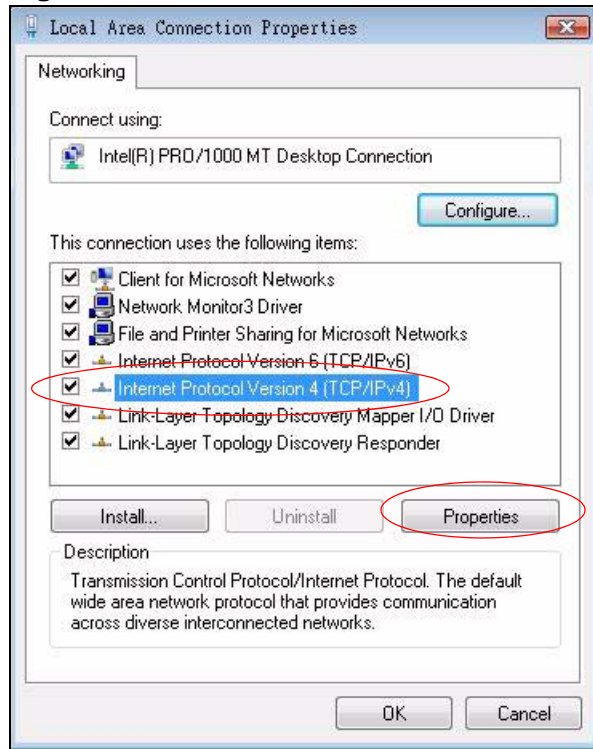 Local Area Connection Properties
Networking
Connect using:
Intel(R) PRO/1000 MT Desktop Connection
Configure...
This connection uses the following items:
Client for Microsoft Networks
Network Monitor3 Driver
File and Printer Sharing for Microsoft Networks
Internet Protocol Version 6 (TCP/IPv6)
Internet Protocol Version 4 (TCP/IPv4)
Link-Layer Topology Discovery Mapper I/O Driver
Link-Layer Topology Discovery Responder
Install... Uninstall Properties
Description
Transmission Control Protocol/Internet Protocol. The default
wide area network protocol that provides communication
across diverse interconnected networks.
OK Cancel